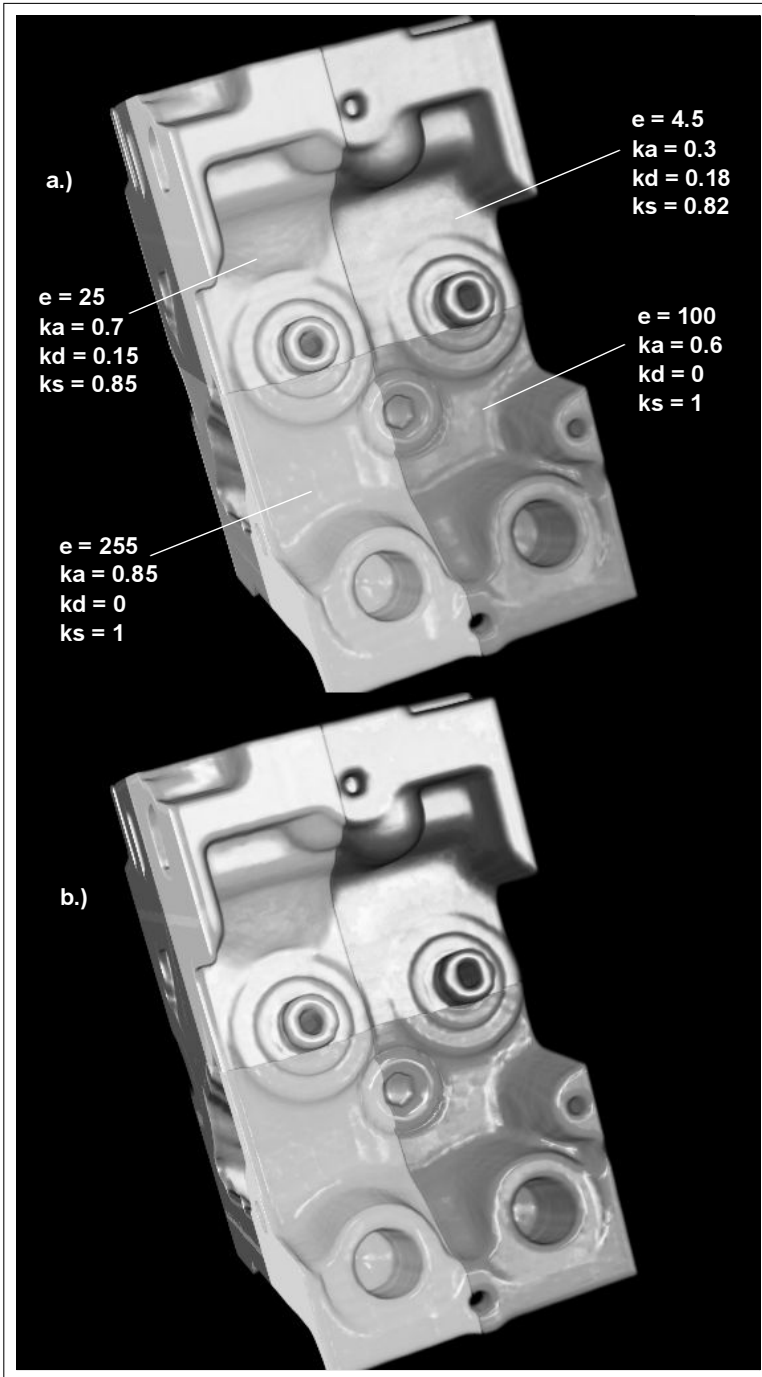 a.)
e = 4.5
ka = 0.3
kd = 0.18
ks = 0.82
e = 25
ka = 0.7
kd = 0.15
ks = 0.85
e = 100
ka = 0.6
kd = 0
ks = 1
e = 255
ka = 0.85
kd = 0
ks = 1
b.)